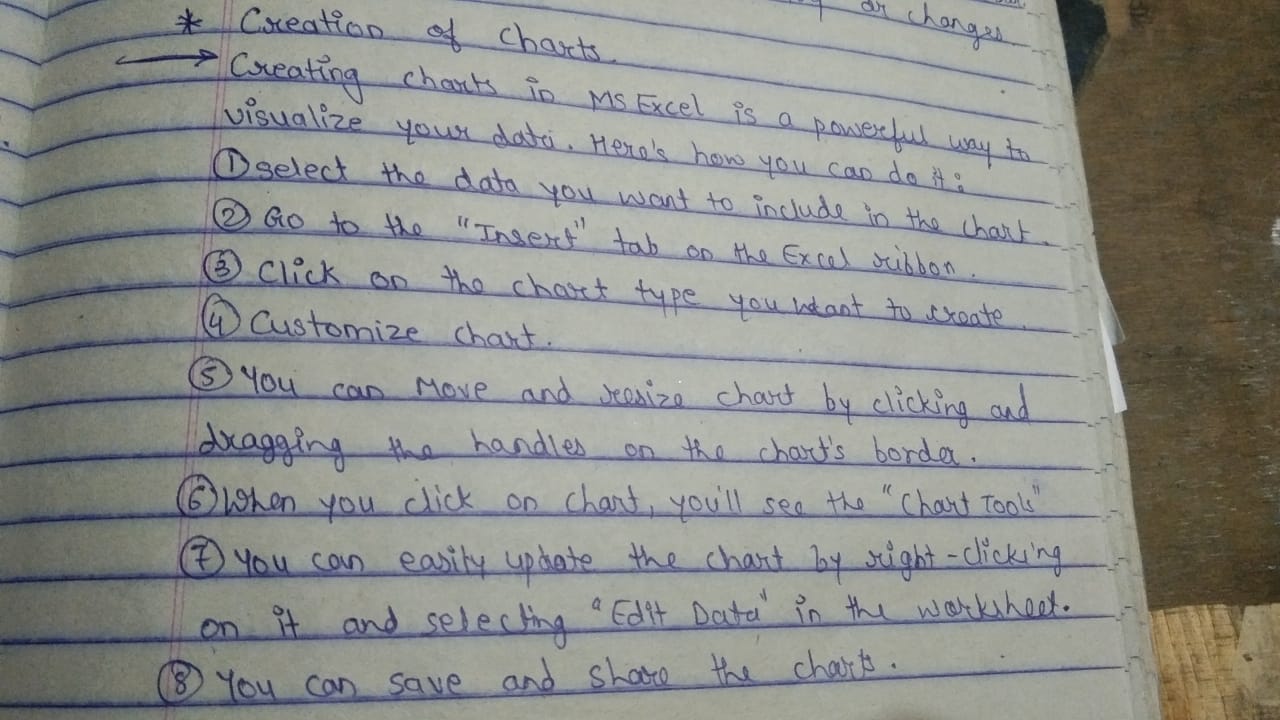 or changes
* Creation of Charts.
→ Creating charts in MS Excel is a powerful way to
visualize your data. Here's how you can do it:
① select the data you want to include in the chart.
② Go to the "Insert" tab on the Excel ribbon.
③ Click on the chart type you want to create.
④ Customize chart.
⑤ You can Move and resize chart by clicking and
dragging the handles on the chart's border.
⑥ When you click on chart, you'll see the "Chart Tools"
⑦ You can easily update the chart by right-clicking
on it and selecting "Edit Data" in the worksheet.
⑧ You can save and share the charts.